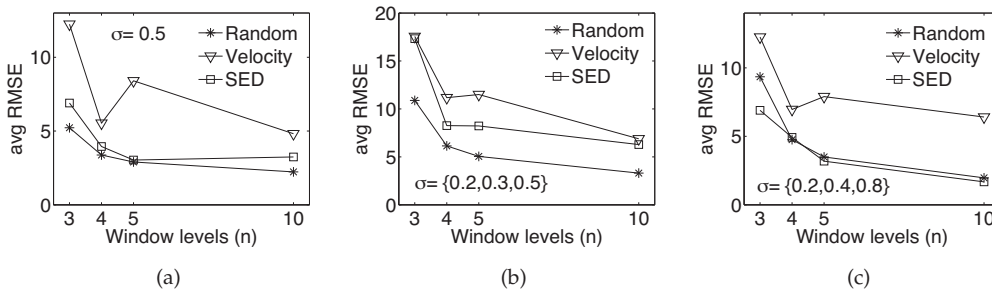 avg RMSE
10
5
0
σ= 0.5
Random
Velocity
SED
3 4 5 10
Window levels (n)
(a)
avg RMSE
20
15
10
5
0
Random
Velocity
SED
σ= {0.2,0.3,0.5}
3 4 5 10
Window levels (n)
(b)
avg RMSE
10
5
0
Random
Velocity
SED
σ= {0.2,0.4,0.8}
3 4 5 10
Window levels (n)
(c)